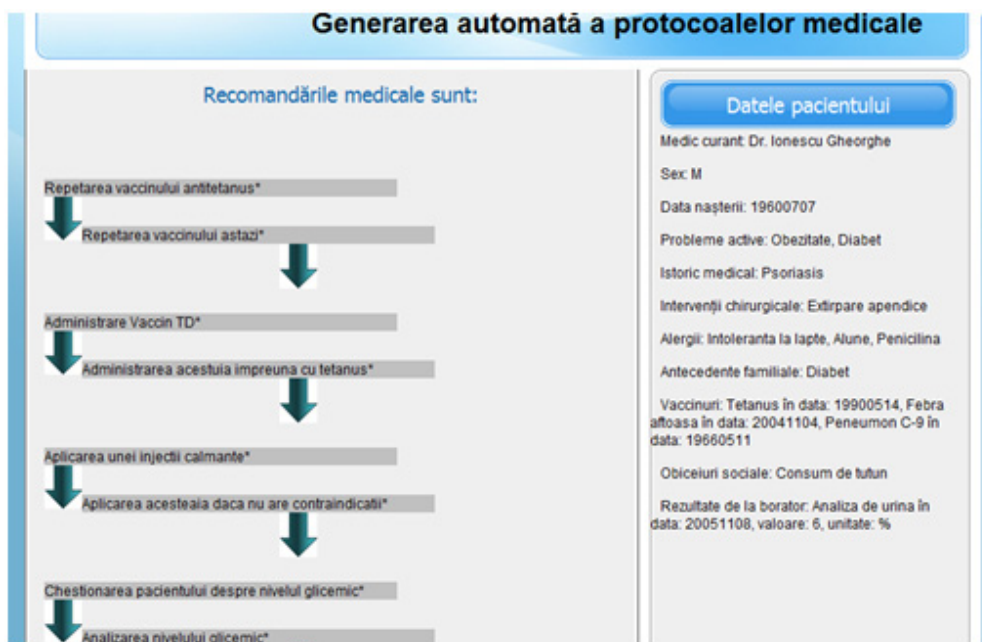 Generarea automată a protocoalelor medicale
Recomandările medicale sunt:
Repetarea vaccinului antitetanus*
Repetarea vaccinului astazi*
Administrare Vaccin TD*
Administrarea acestuia impreuna cu tetanus*
Aplicarea unei injectii calmante*
Aplicarea acesteaia daca nu are contraindicatii*
Chestionarea pacientului despre nivelul glicemic*
Analizarea nivelului glicemic*
Datele pacientului
Medic curant: Dr. Ionescu Gheorghe
Sex: M
Data nașterii: 19600707
Probleme active: Obezitate, Diabet
Istoric medical: Psoriasis
Intervenții chirurgicale: Extirpare apendice
Alergii: Intoleranta la lapte, Alune, Penicilina
Antecedente familiale: Diabet
Vaccinuri: Tetanus în data: 19900514, Febra
aftoasa în data: 20041104, Peneumon C-9 în
data: 19660511
Obiceiuri sociale: Consum de tutun
Rezultate de la borator: Analiza de urina în
data: 20051108, valoare: 6, unitate: %